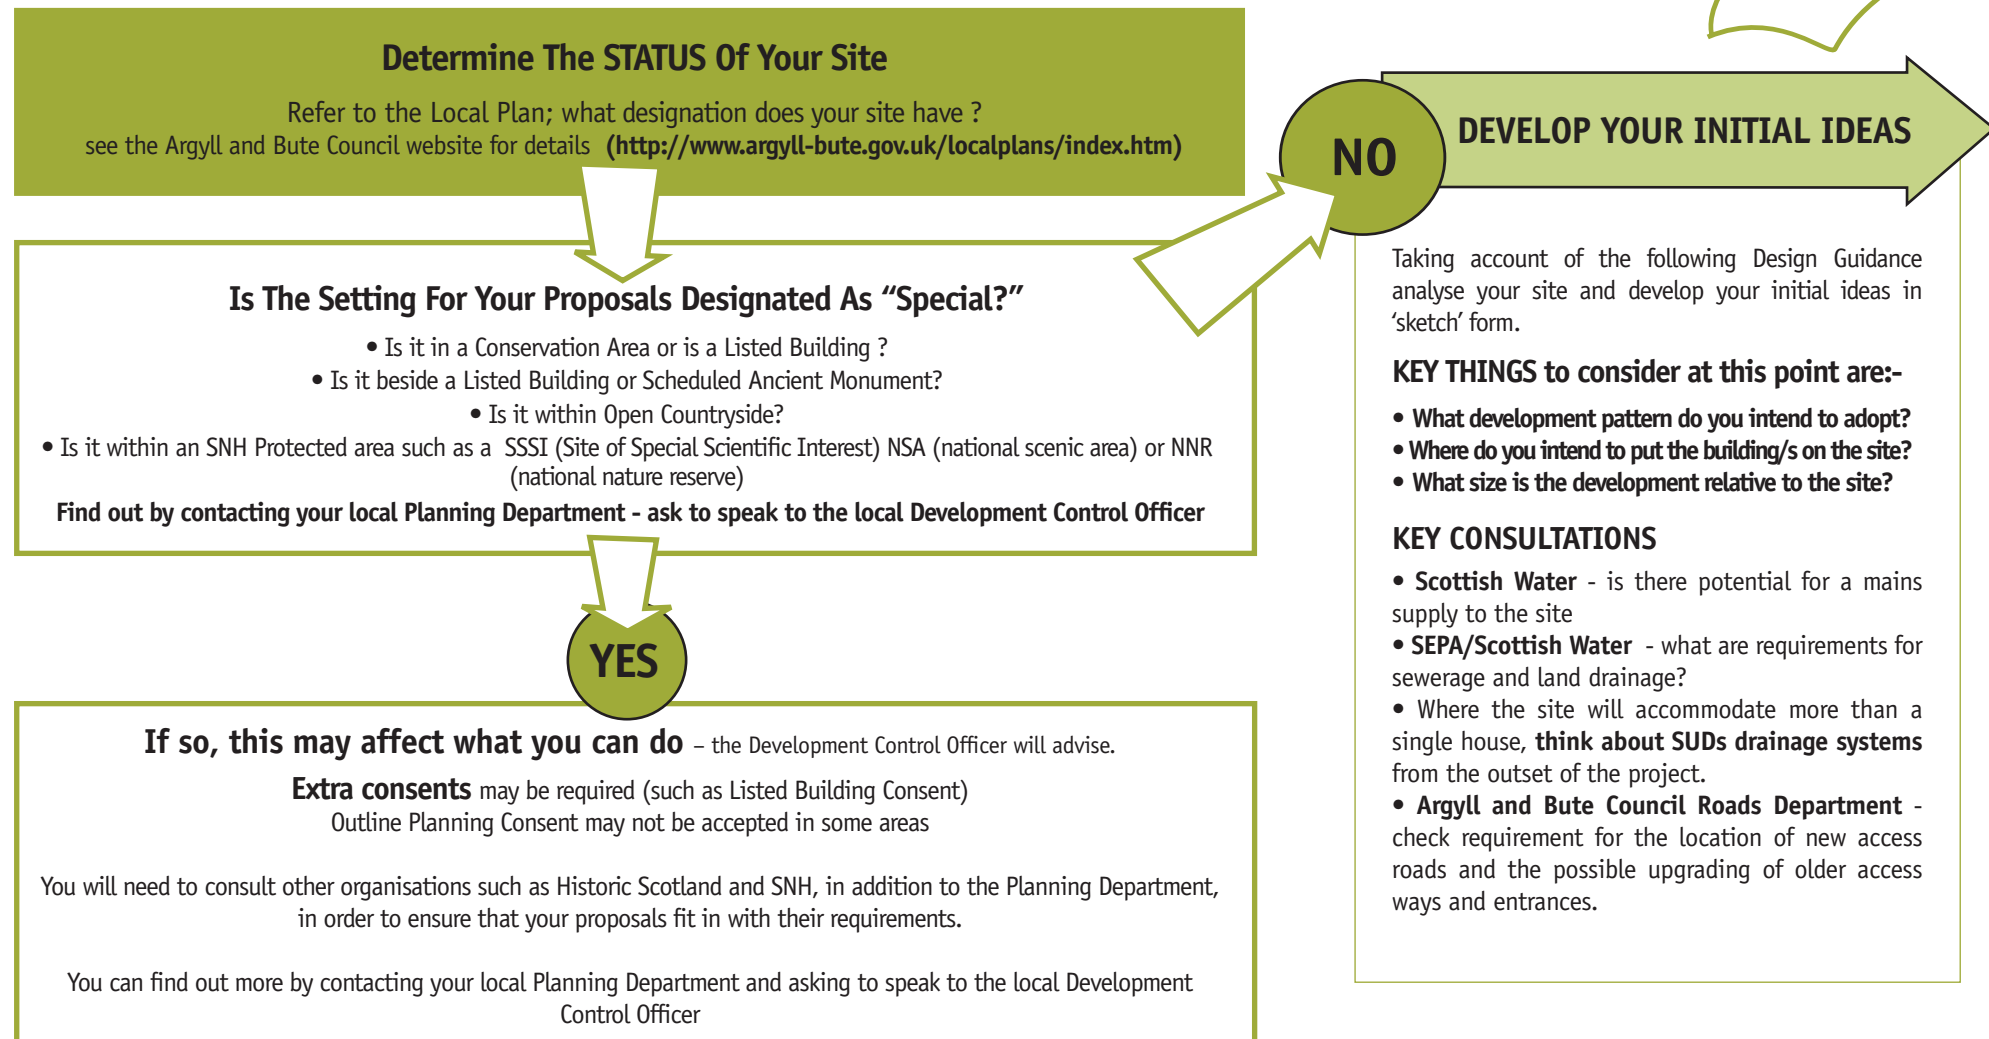 Determine The STATUS Of Your Site
Refer to the Local Plan; what designation does your site have ?
see the Argyll and Bute Council website for details (http://www.argyll-bute.gov.uk/localplans/index.htm)
Is The Setting For Your Proposals Designated As “Special?”
• Is it in a Conservation Area or is a Listed Building ?
• Is it beside a Listed Building or Scheduled Ancient Monument?
• Is it within Open Countryside?
• Is it within an SNH Protected area such as a SSSI (Site of Special Scientific Interest) NSA (national scenic area) or NNR
(national nature reserve)
Find out by contacting your local Planning Department - ask to speak to the local Development Control Officer
YES
If so, this may affect what you can do – the Development Control Officer will advise.
Extra consents may be required (such as Listed Building Consent)
Outline Planning Consent may not be accepted in some areas
You will need to consult other organisations such as Historic Scotland and SNH, in addition to the Planning Department,
in order to ensure that your proposals fit in with their requirements.
You can find out more by contacting your local Planning Department and asking to speak to the local Development
Control Officer
NO
DEVELOP YOUR INITIAL IDEAS
Taking account of the following Design Guidance
analyse your site and develop your initial ideas in
‘sketch’ form.
KEY THINGS to consider at this point are:-
• What development pattern do you intend to adopt?
• Where do you intend to put the building/s on the site?
• What size is the development relative to the site?
KEY CONSULTATIONS
• Scottish Water - is there potential for a mains
supply to the site
• SEPA/Scottish Water - what are requirements for
sewerage and land drainage?
• Where the site will accommodate more than a
single house, think about SUDs drainage systems
from the outset of the project.
• Argyll and Bute Council Roads Department -
check requirement for the location of new access
roads and the possible upgrading of older access
ways and entrances.